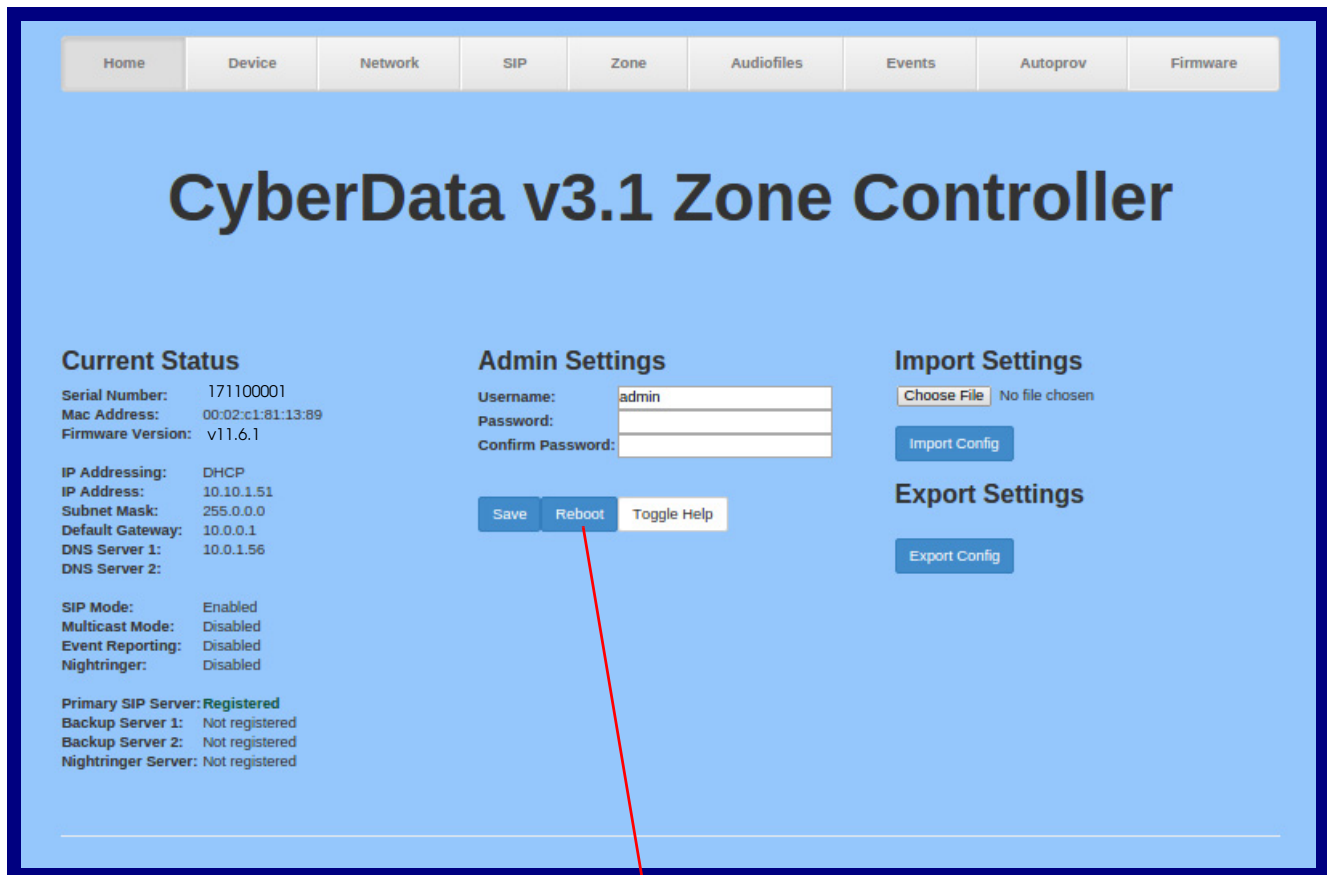 Home Device Network SIP Zone Audiofiles Events Autoprov Firmware
CyberData v3.1 Zone Controller
Current Status
Serial Number: 171100001
Mac Address: 00:02:c1:81:13:89
Firmware Version: v11.6.1
IP Addressing: DHCP
IP Address: 10.10.1.51
Subnet Mask: 255.0.0.0
Default Gateway: 10.0.0.1
DNS Server 1: 10.0.1.56
DNS Server 2:
SIP Mode: Enabled
Multicast Mode: Disabled
Event Reporting: Disabled
Nightringer: Disabled
Primary SIP Server: Registered
Backup Server 1: Not registered
Backup Server 2: Not registered
Nightringer Server: Not registered
Admin Settings
Username: admin
Password:
Confirm Password:
Save Reboot Toggle Help
Import Settings
Choose File No file chosen
Import Config
Export Settings
Export Config